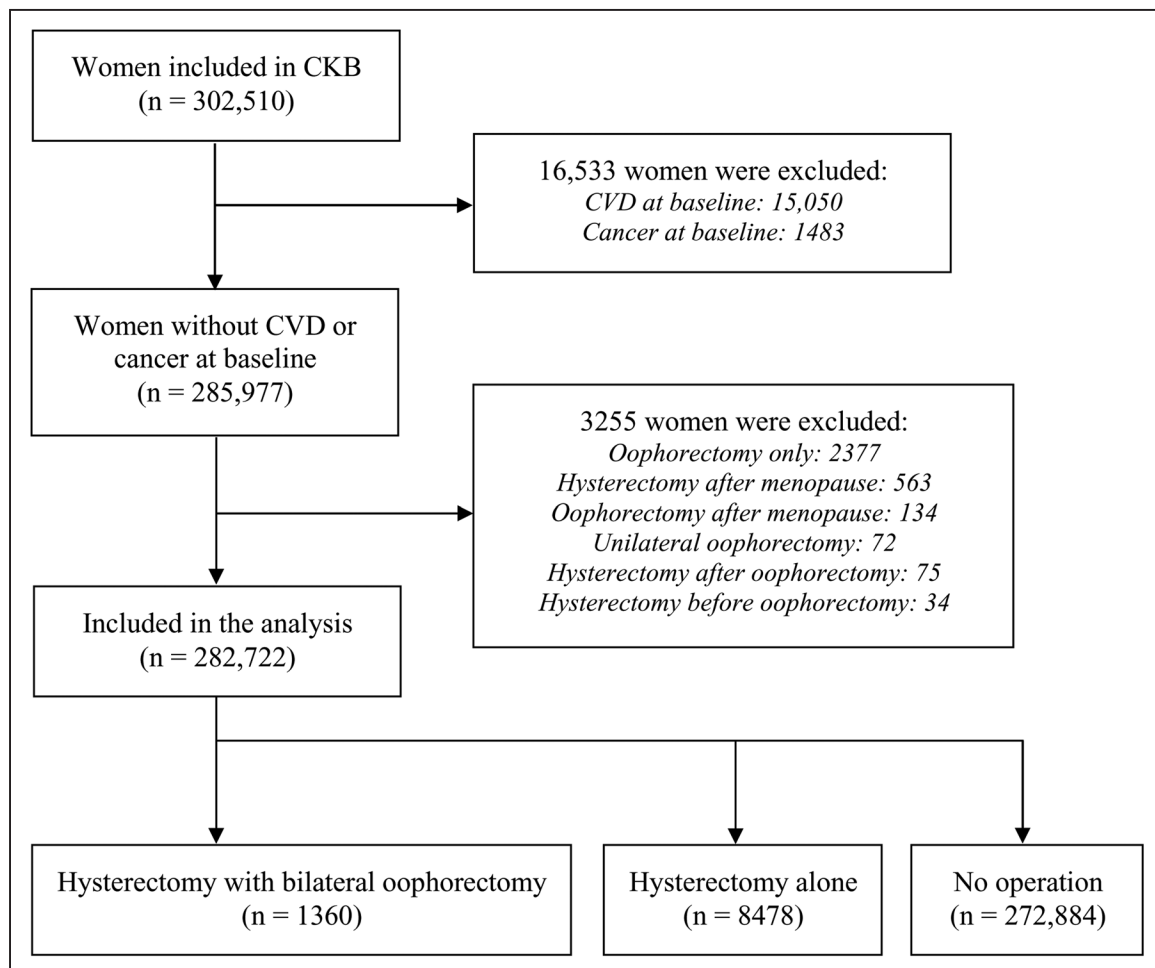 Women included in CKB
(n = 302,510)
16,533 women were excluded:
CVD at baseline: 15,050
Cancer at baseline: 1483
Women without CVD or
cancer at baseline
(n = 285,977)
3255 women were excluded:
Oophorectomy only: 2377
Hysterectomy after menopause: 563
Oophorectomy after menopause: 134
Unilateral oophorectomy: 72
Hysterectomy after oophorectomy: 75
Hysterectomy before oophorectomy: 34
Included in the analysis
(n = 282,722)
Hysterectomy with bilateral oophorectomy
(n = 1360)
Hysterectomy alone
(n = 8478)
No operation
(n = 272,884)